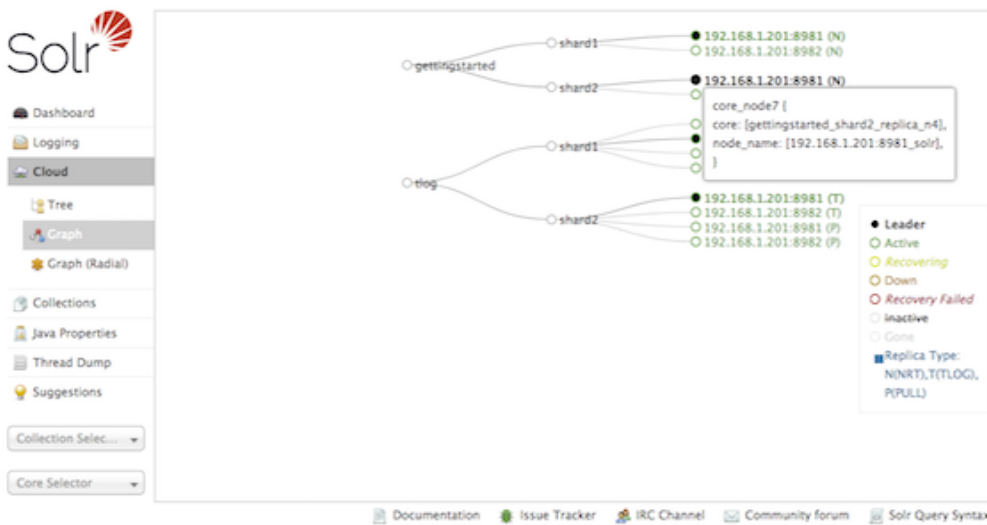 Solr
Dashboard
Logging
Cloud
Tree
Graph
Graph (Radial)
Collections
Java Properties
Thread Dump
Suggestions
Collection Selec...
Core Selector
gettingstarted
shard1
192.168.1.201:8981 (N)
192.168.1.201:8982 (N)
shard2
192.168.1.201:8981 (N)
core_node7 {
core: [gettingstarted_shard2_replica_n4],
node_name: [192.168.1.201:8981_solr],
}
tlog
shard1
shard2
192.168.1.201:8981 (T)
192.168.1.201:8982 (T)
192.168.1.201:8981 (P)
192.168.1.201:8982 (P)
Leader
Active
Recovering
Down
Recovery Failed
Inactive
Gone
Replica Type:
N(NRT),T(TLOG),
P(PULL)
Documentation
Issue Tracker
IRC Channel
Community forum
Solr Query Syntax